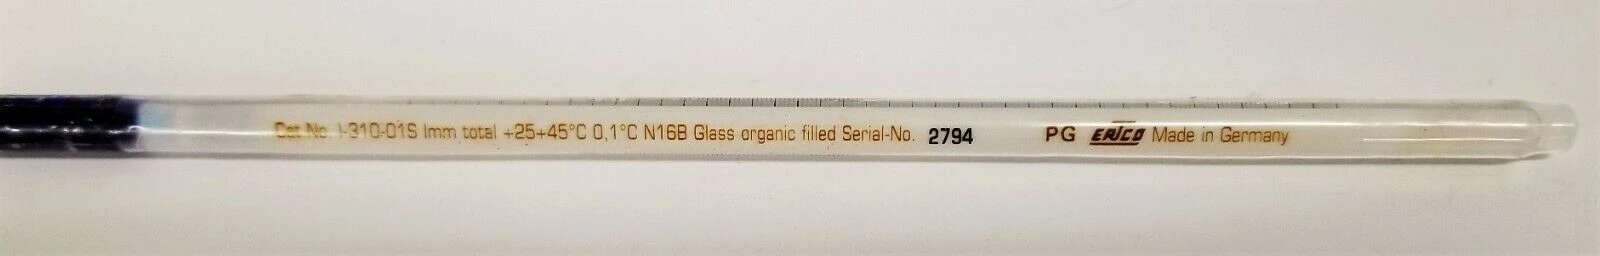 Cat No. I-310-01S Imm total +25+45°C 0,1°C N16B Glass organic filled Serial-No. 2794 PG ERTCO Made in Germany